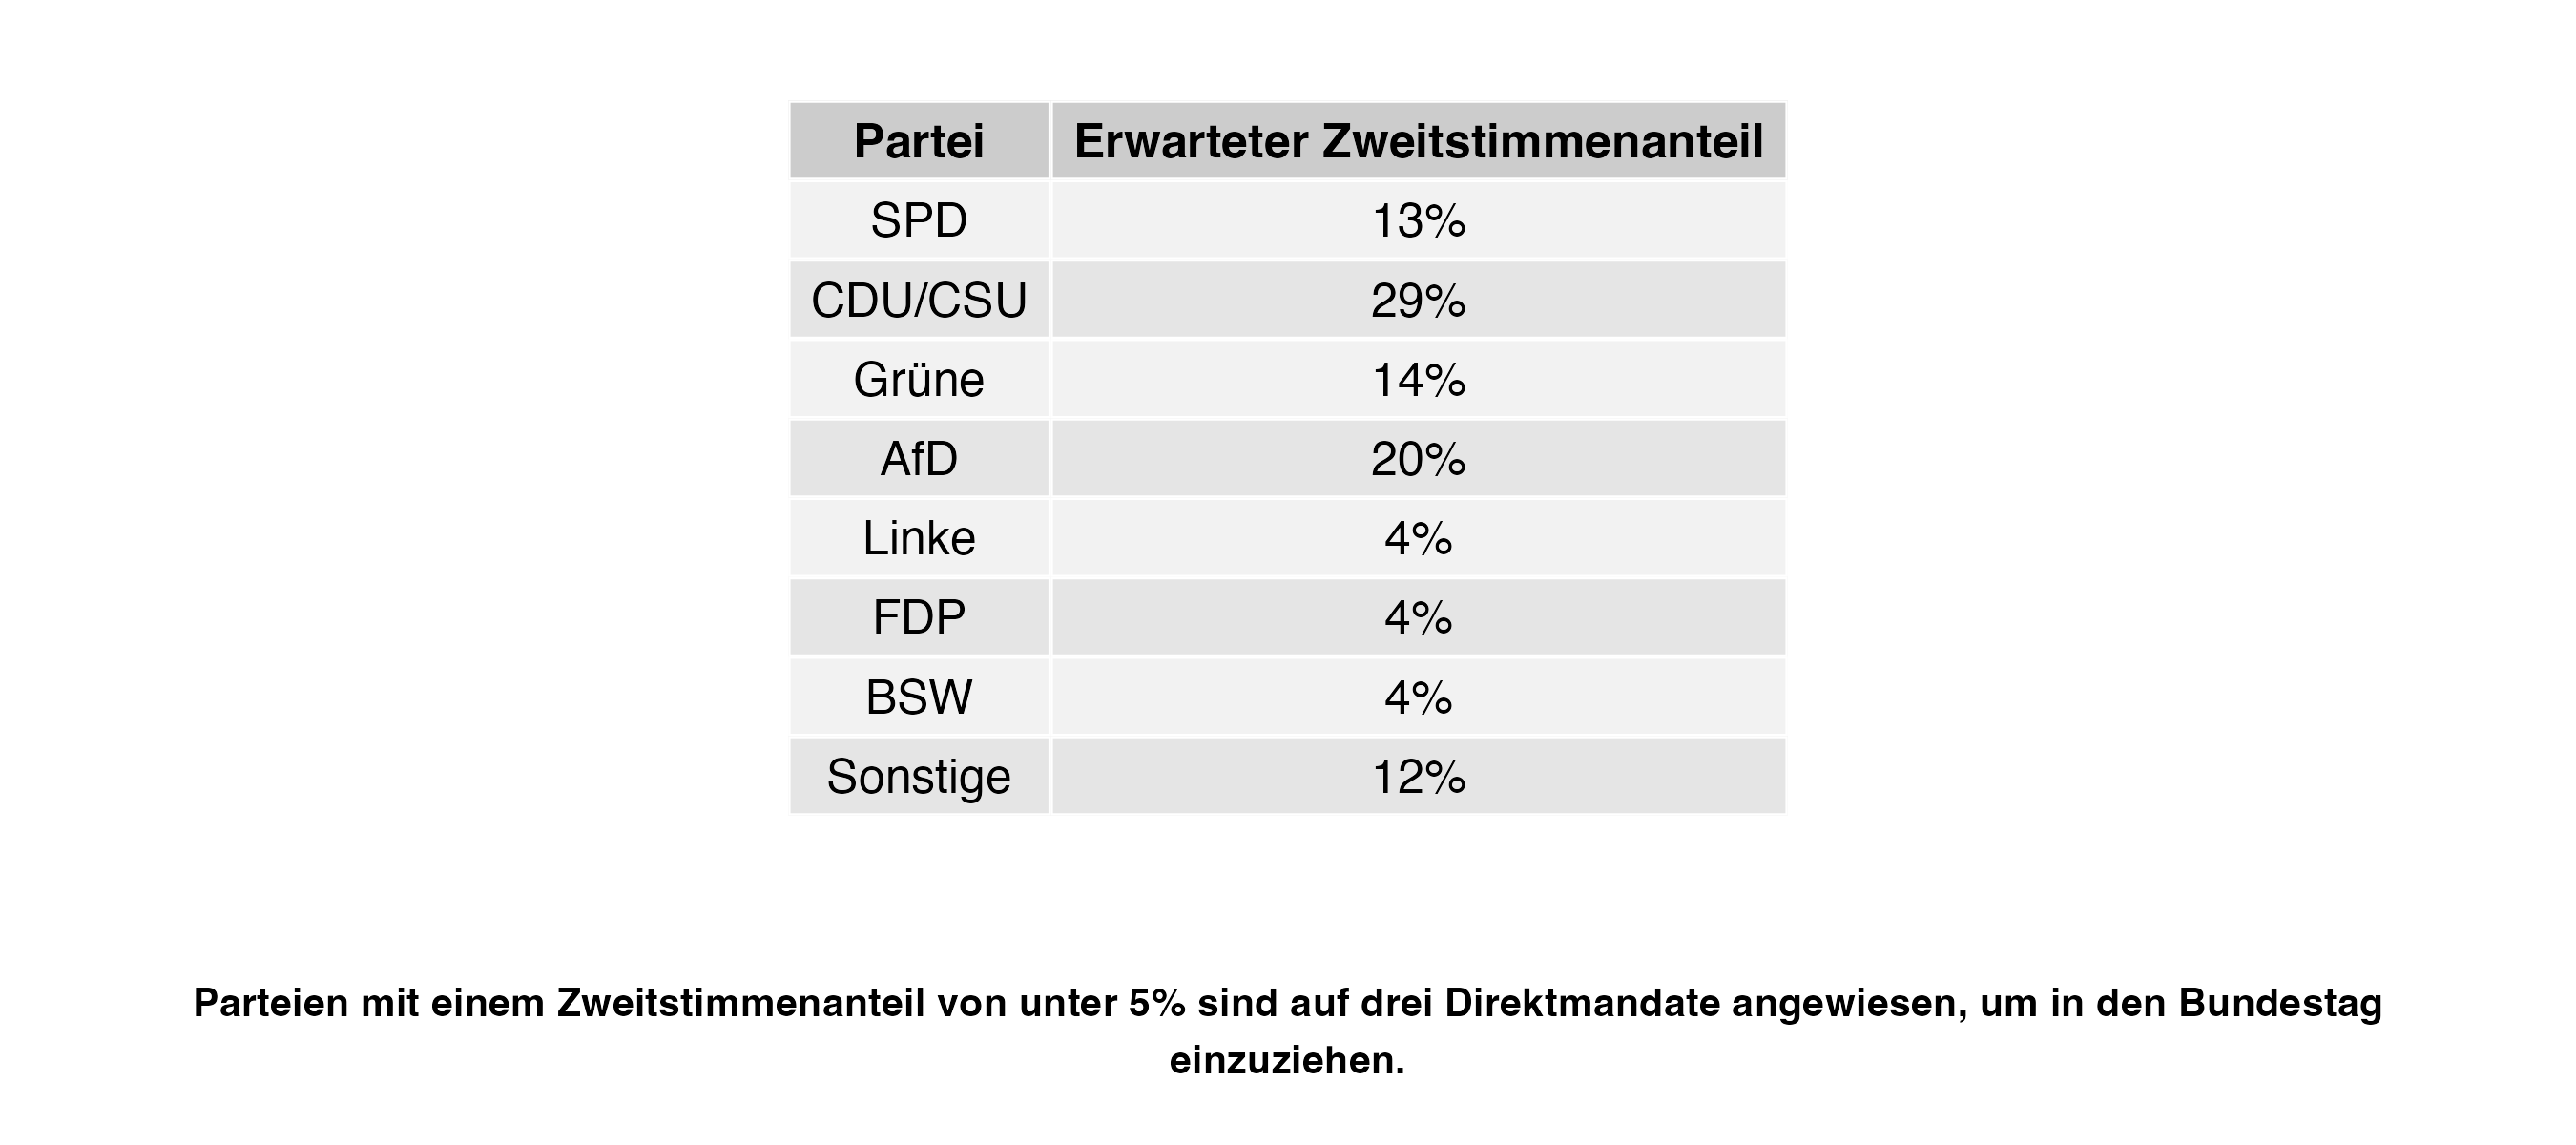 Partei Erwarteter Zweitstimmenanteil
SPD 13%
CDU/CSU 29%
Grüne 14%
AfD 20%
Linke 4%
FDP 4%
BSW 4%
Sonstige 12%
Parteien mit einem Zweitstimmenanteil von unter 5% sind auf drei Direktmandate angewiesen, um in den Bundestag
einzuziehen.